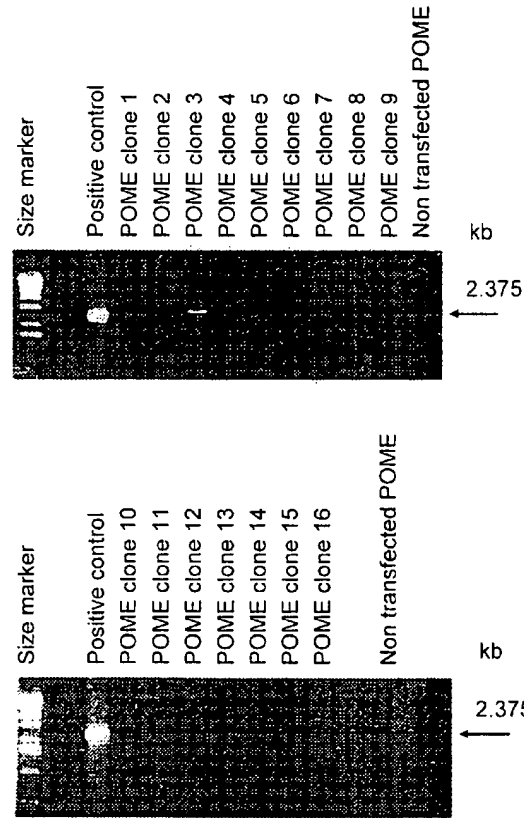 Size marker
Positive control
POME clone 1
POME clone 2
POME clone 3
POME clone 4
POME clone 5
POME clone 6
POME clone 7
POME clone 8
POME clone 9
Non transfected POME
kb
2.375
Size marker
Positive control
POME clone 10
POME clone 11
POME clone 12
POME clone 13
POME clone 14
POME clone 15
POME clone 16
Non transfected POME
kb
2.375